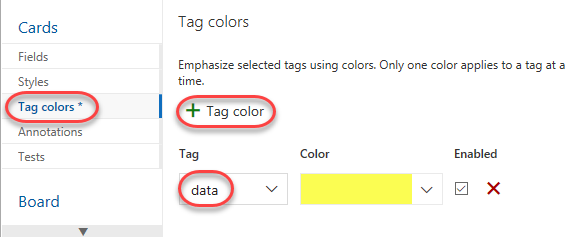 Cards
Fields
Styles
Tag colors *
Annotations
Tests
Board
Tag colors
Emphasize selected tags using colors. Only one color applies to a tag at a
time.
+ Tag color
Tag Color Enabled
data